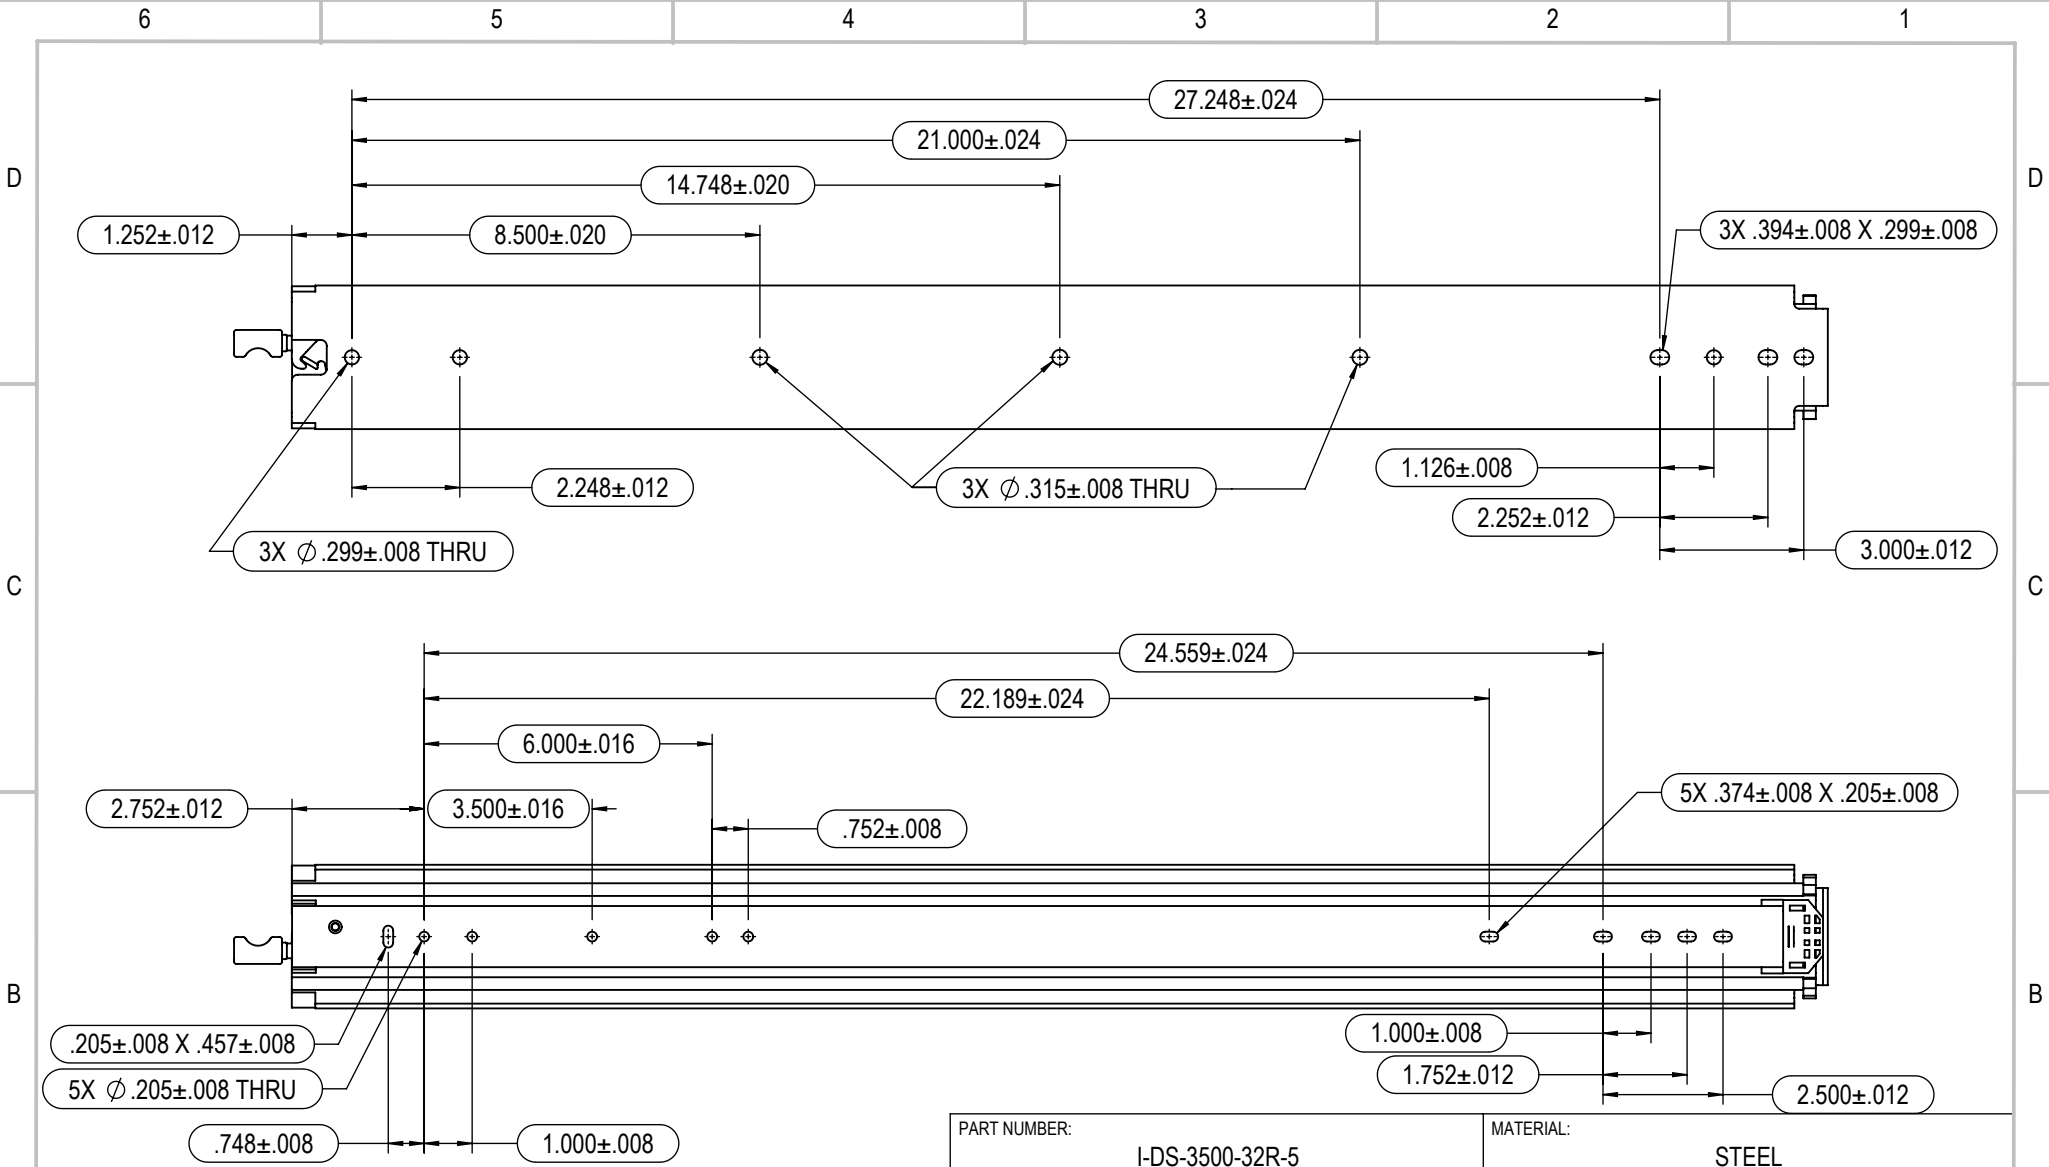 6 5 4 3 2 1
27.248±.024
21.000±.024
D D
14.748±.020
1.252±.012 8.500±.020 3X .394±.008 X .299±.008
1.126±.008
2.248±.012 3X ∅.315±.008 THRU
2.252±.012
3X ∅.299±.008 THRU 3.000±.012
C C
24.559±.024
22.189±.024
6.000±.016
5X .374±.008 X .205±.008
2.752±.012 3.500±.016
.752±.008
B B
1.000±.008
.205±.008 X .457±.008
1.752±.012
5X ∅.205±.008 THRU 2.500±.012
PART NUMBER: MATERIAL:
.748±.008 1.000±.008
I-DS-3500-32R-5 STEEL